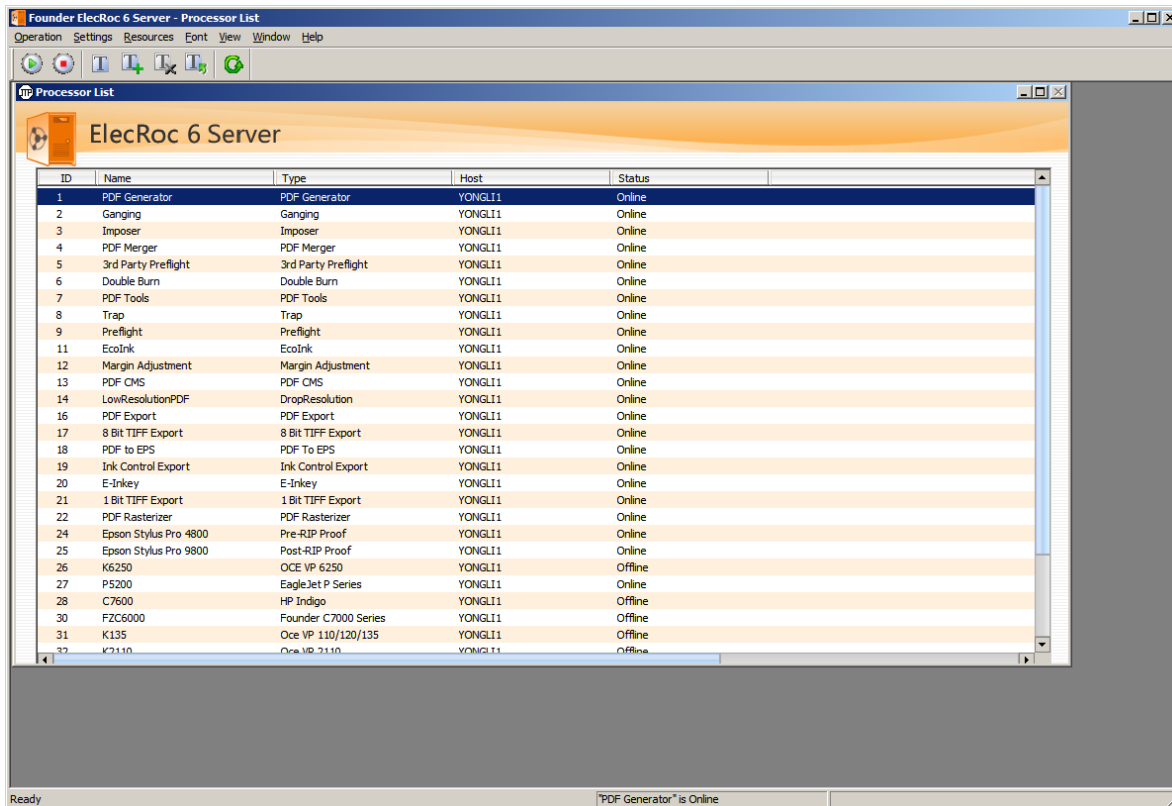 Founder ElecRoc 6 Server - Processor List
Operation Settings Resources Font View Window Help
Processor List
ElecRoc 6 Server
ID Name Type Host Status
1 PDF Generator PDF Generator YONGLI1 Online
2 Ganging Ganging YONGLI1 Online
3 Imposer Imposer YONGLI1 Online
4 PDF Merger PDF Merger YONGLI1 Online
5 3rd Party Preflight 3rd Party Preflight YONGLI1 Online
6 Double Burn Double Burn YONGLI1 Online
7 PDF Tools PDF Tools YONGLI1 Online
8 Trap Trap YONGLI1 Online
9 Preflight Preflight YONGLI1 Online
11 EcoInk EcoInk YONGLI1 Online
12 Margin Adjustment Margin Adjustment YONGLI1 Online
13 PDF CMS PDF CMS YONGLI1 Online
14 LowResolutionPDF DropResolution YONGLI1 Online
16 PDF Export PDF Export YONGLI1 Online
17 8 Bit TIFF Export 8 Bit TIFF Export YONGLI1 Online
18 PDF to EPS PDF To EPS YONGLI1 Online
19 Ink Control Export Ink Control Export YONGLI1 Online
20 E-Inkey E-Inkey YONGLI1 Online
21 1 Bit TIFF Export 1 Bit TIFF Export YONGLI1 Online
22 PDF Rasterizer PDF Rasterizer YONGLI1 Online
24 Epson Stylus Pro 4800 Pre-RIP Proof YONGLI1 Online
25 Epson Stylus Pro 9800 Post-RIP Proof YONGLI1 Online
26 K6250 OCE VP 6250 YONGLI1 Offline
27 P5200 EagleJet P Series YONGLI1 Online
28 C7600 HP Indigo YONGLI1 Offline
30 FZC6000 Founder C7000 Series YONGLI1 Offline
31 K135 Oce VP 110/120/135 YONGLI1 Offline
32 K2110 Oce VP 2110 YONGLI1 Offline
Ready "PDF Generator" is Online